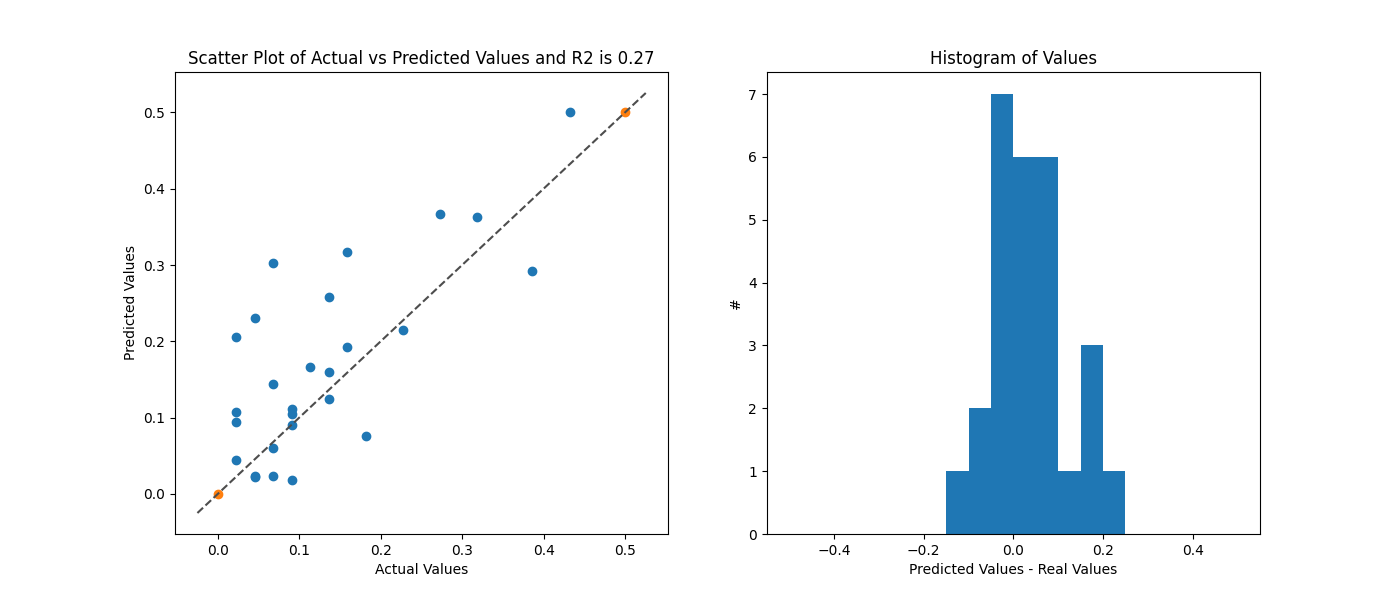 Scatter Plot of Actual vs Predicted Values and R2 is 0.27
0.5
0.4
0.3
0.2
0.1
0.0
Predicted Values
0.0 0.1 0.2 0.3 0.4 0.5
Actual Values
Histogram of Values
7
6
5
4
3
2
1
0
#
−0.4 −0.2 0.0 0.2 0.4
Predicted Values - Real Values